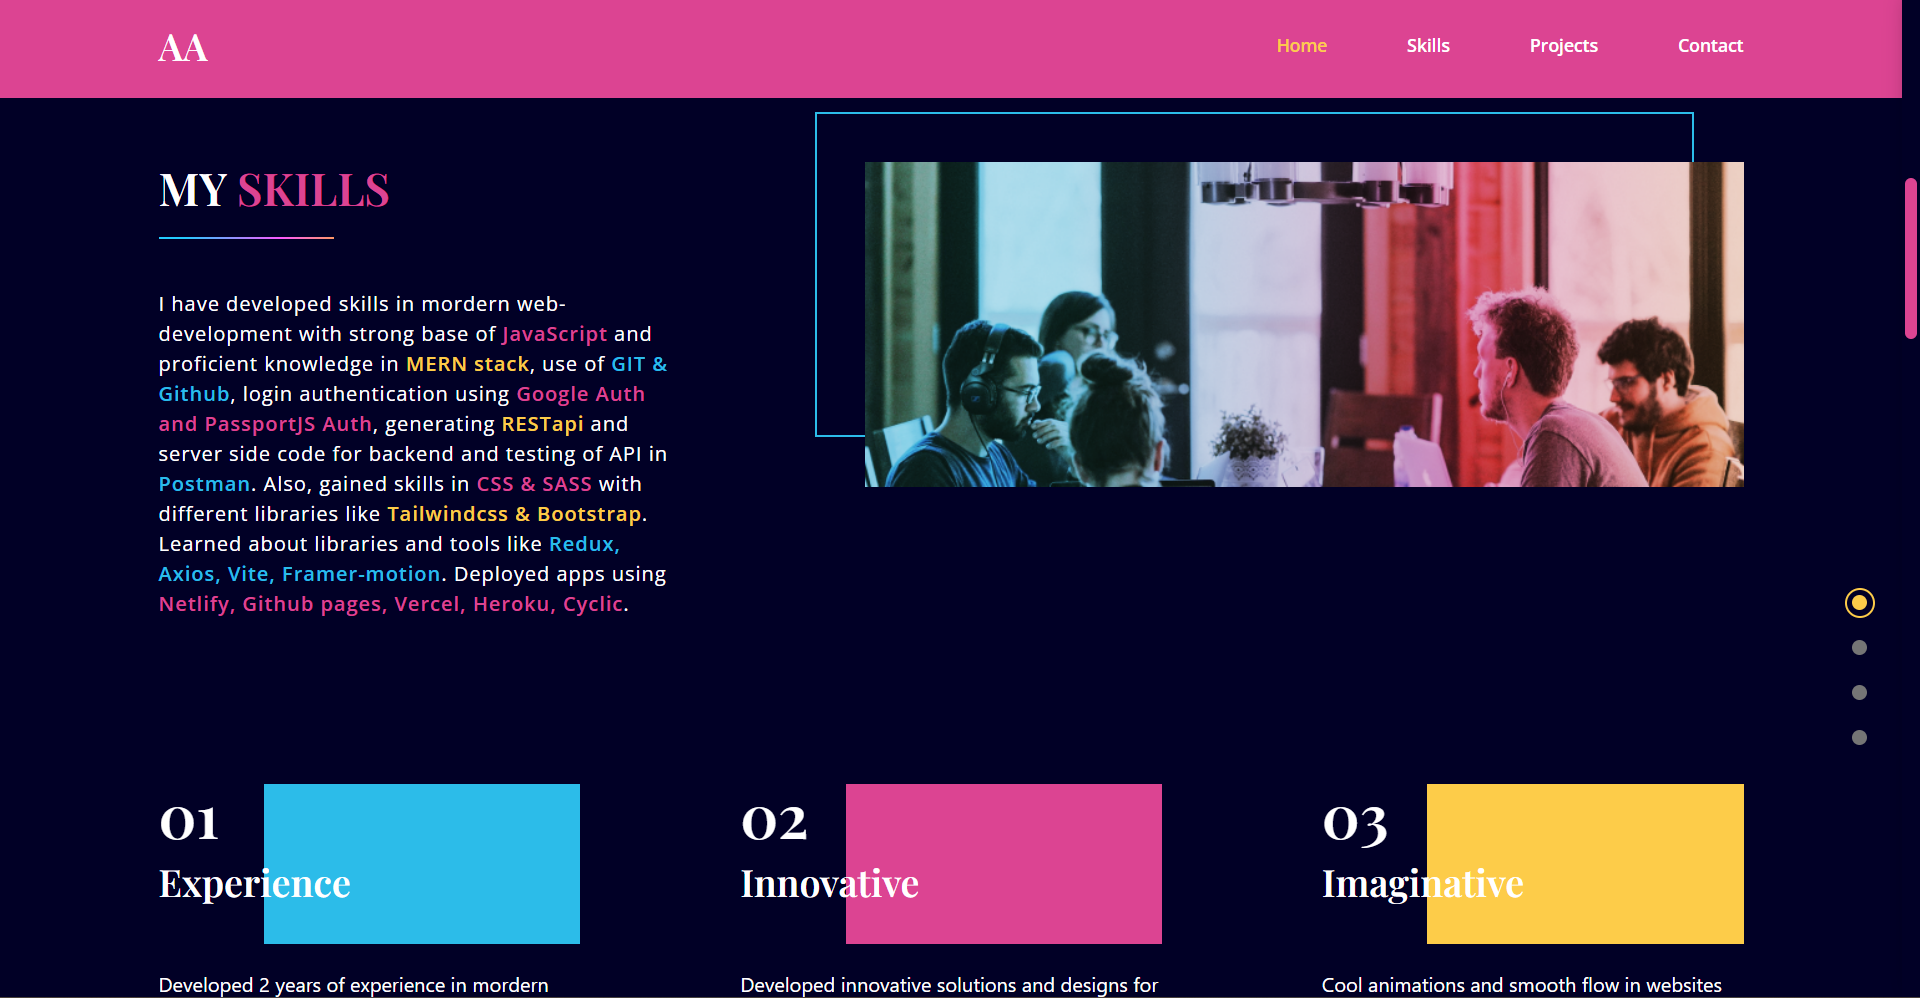 AA
Home Skills Projects Contact
MY SKILLS
I have developed skills in mordern web-
development with strong base of JavaScript and
proficient knowledge in MERN stack, use of GIT &
Github, login authentication using Google Auth
and PassportJS Auth, generating RESTapi and
server side code for backend and testing of API in
Postman. Also, gained skills in CSS & SASS with
different libraries like Tailwindcss & Bootstrap.
Learned about libraries and tools like Redux,
Axios, Vite, Framer-motion. Deployed apps using
Netlify, Github pages, Vercel, Heroku, Cyclic.
01
Experience
Developed 2 years of experience in mordern
02
Innovative
Developed innovative solutions and designs for
03
Imaginative
Cool animations and smooth flow in websites